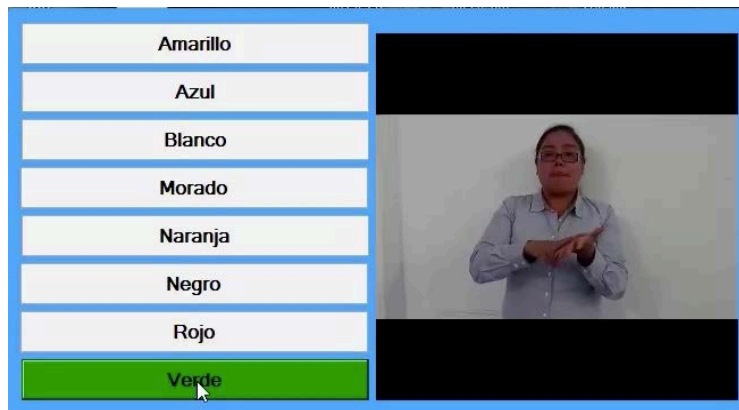 Amarillo
Azul
Blanco
Morado
Naranja
Negro
Rojo
Verde